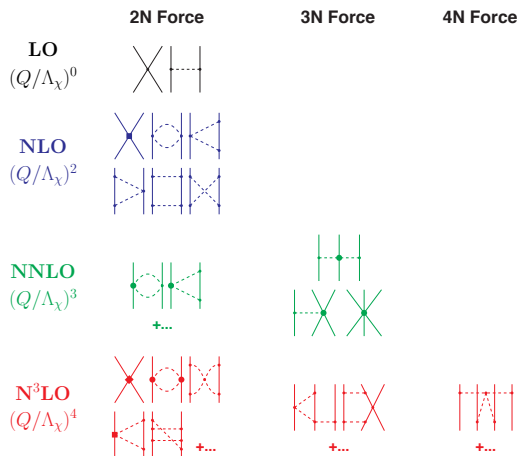 2N Force 3N Force 4N Force
LO
(Q/Λχ)⁰
NLO
(Q/Λχ)²
NNLO
(Q/Λχ)³
+...
N³LO
(Q/Λχ)⁴
+... +... +...